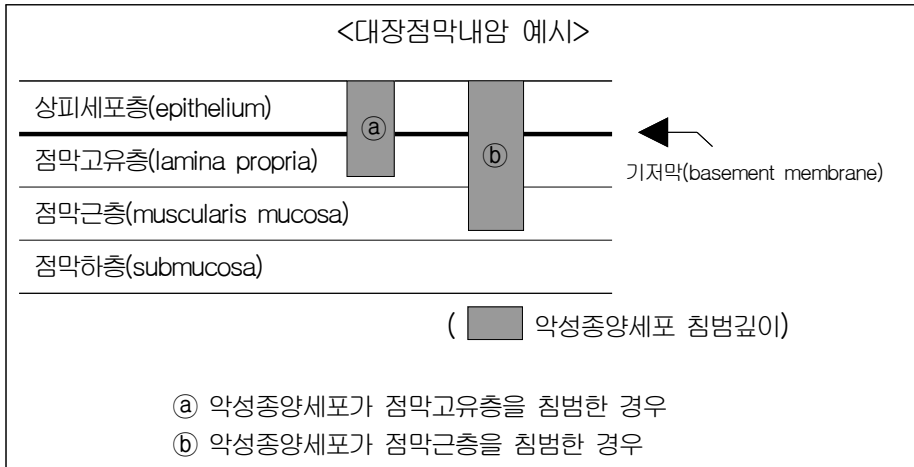 <대장점막내암 예시>
상피세포층(epithelium)
ⓐ
점막고유층(lamina propria)
ⓑ
기저막(basement membrane)
점막근층(muscularis mucosa)
점막하층(submucosa)
( 악성종양세포 침범깊이)
ⓐ 악성종양세포가 점막고유층을 침범한 경우
ⓑ 악성종양세포가 점막근층을 침범한 경우